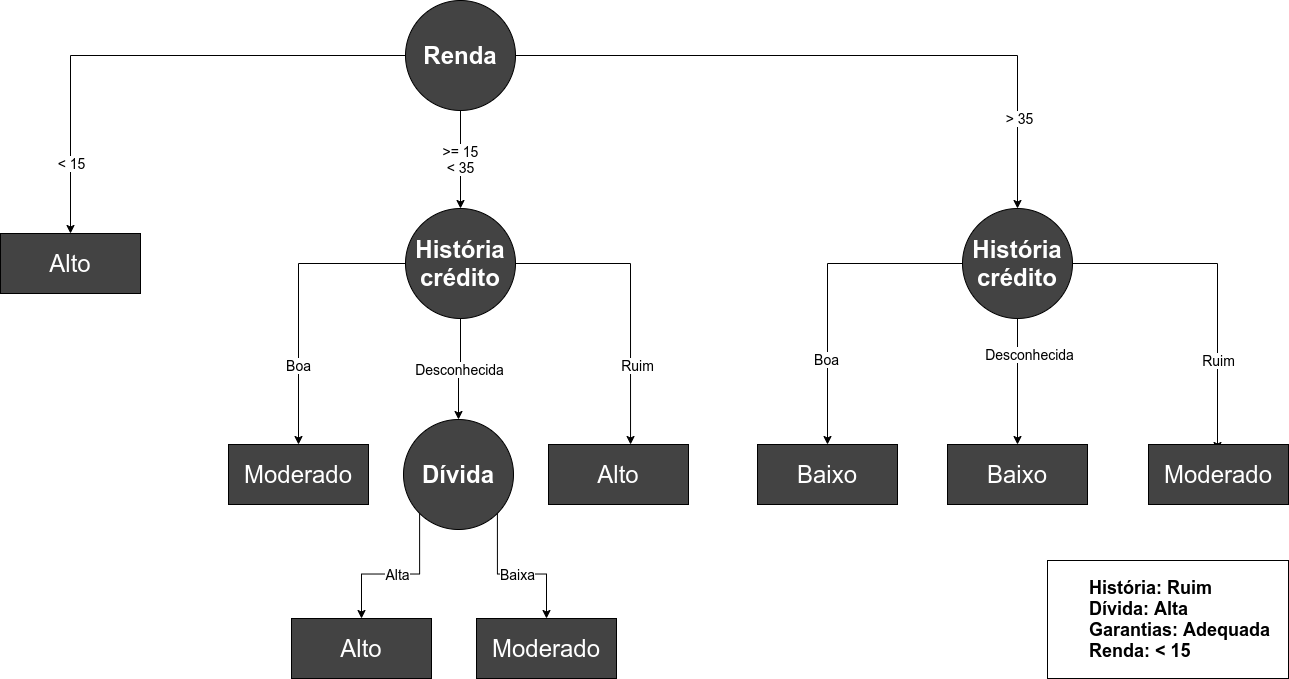 Renda
< 15
>= 15
< 35
> 35
Alto
História
crédito
História
crédito
Boa
Desconhecida
Ruim
Boa
Desconhecida
Ruim
Moderado
Dívida
Alto
Baixo
Baixo
Moderado
Alta
Baixa
Alto
Moderado
História: Ruim
Dívida: Alta
Garantias: Adequada
Renda: < 15